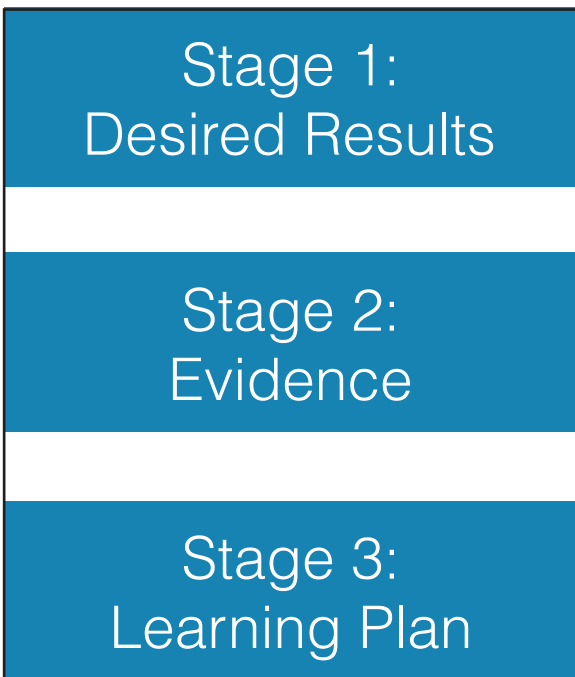 Stage 1:
Desired Results
Stage 2:
Evidence
Stage 3:
Learning Plan